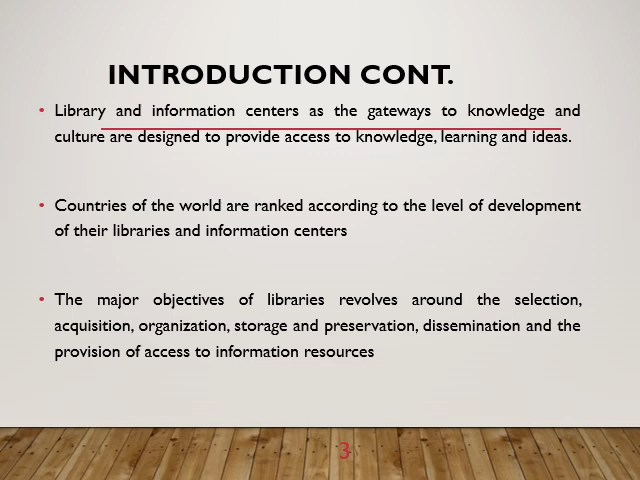 INTRODUCTION CONT.
• Library and information centers as the gateways to knowledge and
culture are designed to provide access to knowledge, learning and ideas.
• Countries of the world are ranked according to the level of development
of their libraries and information centers
• The major objectives of libraries revolves around the selection,
acquisition, organization, storage and preservation, dissemination and the
provision of access to information resources
3